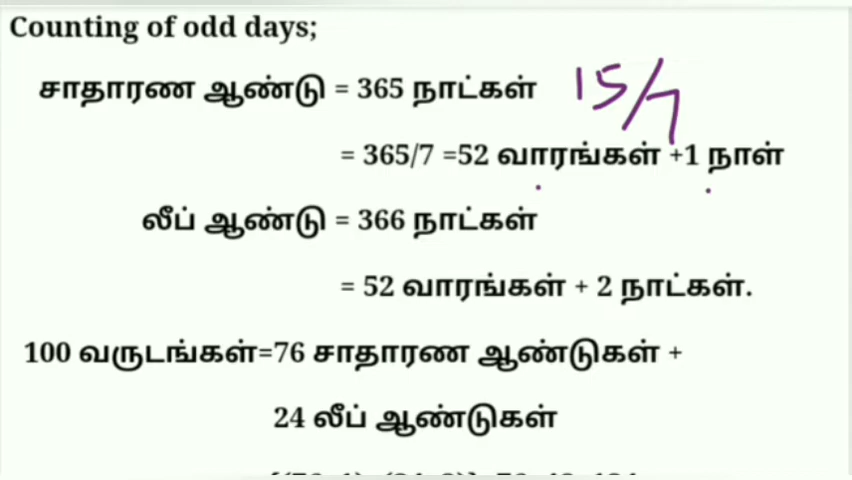 Counting of odd days;
சாதாரண ஆண்டு = 365 நாட்கள் 15/7
= 365/7 =52 வாரங்கள் +1 நாள்
லீப் ஆண்டு = 366 நாட்கள்
= 52 வாரங்கள் + 2 நாட்கள்.
100 வருடங்கள்=76 சாதாரண ஆண்டுகள் +
24 லீப் ஆண்டுகள்